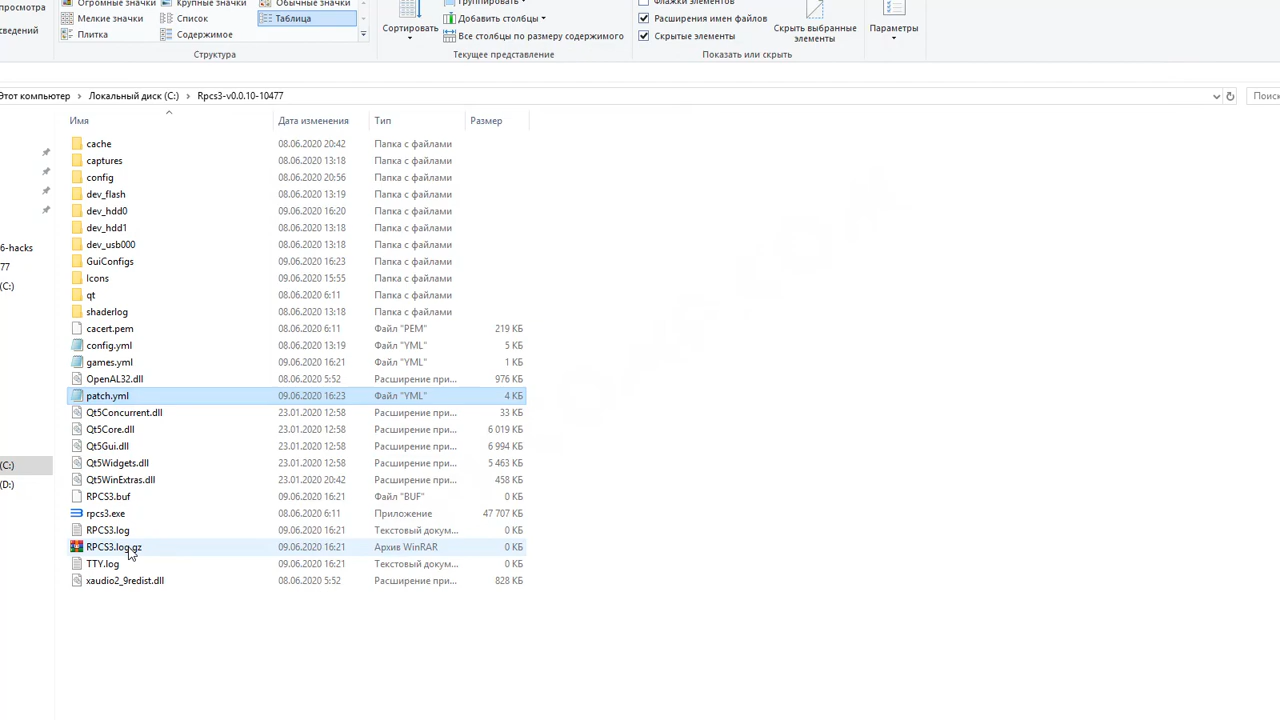 просмотра
сведений
Огромные значки
Крупные значки
Обычные значки
Мелкие значки
Список
Таблица
Плитка
Содержимое
Структура
Сортировать
Группировать
Добавить столбцы
Все столбцы по размеру содержимого
Текущее представление
Флажки элементов
Расширения имен файлов
Скрытые элементы
Скрыть выбранные
элементы
Показать или скрыть
Параметры
Этот компьютер > Локальный диск (C:) > Rpcs3-v0.0.10-10477
Поиск
6-hacks
77
(C:)
(C:)
(D:)
Имя Дата изменения Тип Размер
cache 08.06.2020 20:42 Папка с файлами
captures 08.06.2020 13:18 Папка с файлами
config 08.06.2020 20:56 Папка с файлами
dev_flash 08.06.2020 13:19 Папка с файлами
dev_hdd0 09.06.2020 16:20 Папка с файлами
dev_hdd1 08.06.2020 13:18 Папка с файлами
dev_usb000 08.06.2020 13:18 Папка с файлами
GuiConfigs 09.06.2020 16:23 Папка с файлами
Icons 09.06.2020 15:55 Папка с файлами
qt 08.06.2020 6:11 Папка с файлами
shaderlog 08.06.2020 13:18 Папка с файлами
cacert.pem 08.06.2020 6:11 Файл "PEM" 219 КБ
config.yml 08.06.2020 13:19 Файл "YML" 5 КБ
games.yml 09.06.2020 16:21 Файл "YML" 1 КБ
OpenAL32.dll 08.06.2020 5:52 Расширение при... 976 КБ
patch.yml 09.06.2020 16:23 Файл "YML" 4 КБ
Qt5Concurrent.dll 23.01.2020 12:58 Расширение при... 33 КБ
Qt5Core.dll 23.01.2020 12:58 Расширение при... 6 019 КБ
Qt5Gui.dll 23.01.2020 12:58 Расширение при... 6 994 КБ
Qt5Widgets.dll 23.01.2020 12:58 Расширение при... 5 463 КБ
Qt5WinExtras.dll 23.01.2020 20:42 Расширение при... 458 КБ
RPCS3.buf 09.06.2020 16:21 Файл "BUF" 0 КБ
rpcs3.exe 08.06.2020 6:11 Приложение 47 707 КБ
RPCS3.log 09.06.2020 16:21 Текстовый докум... 0 КБ
RPCS3.log.gz 09.06.2020 16:21 Архив WinRAR 0 КБ
TTY.log 09.06.2020 16:21 Текстовый докум... 0 КБ
xaudio2_9redist.dll 08.06.2020 5:52 Расширение при... 828 КБ